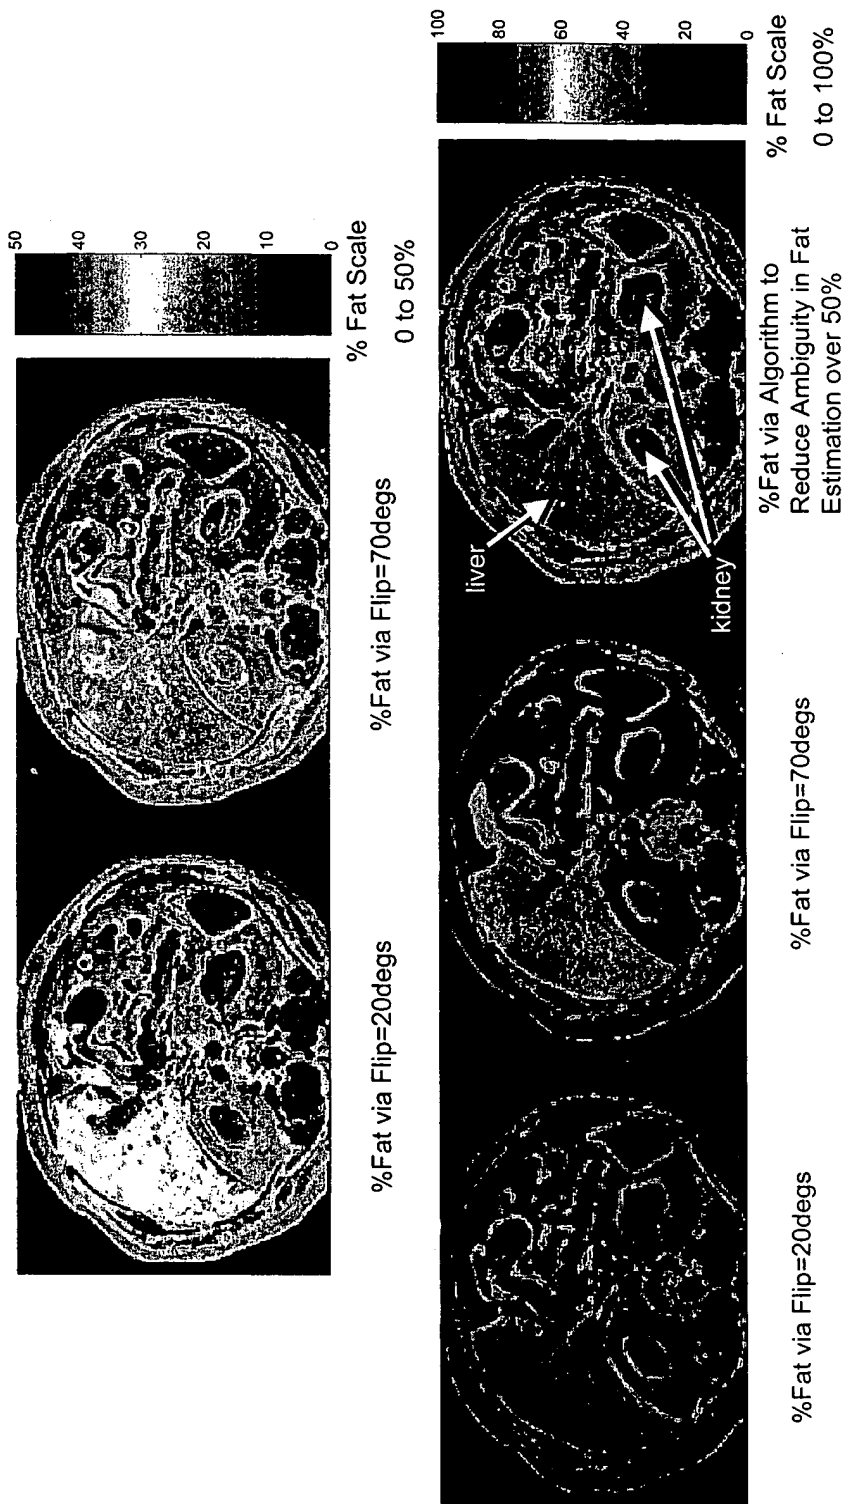 50
40
30
20
10
0
% Fat Scale
0 to 50%
%Fat via Flip=20degs
%Fat via Flip=70degs
100
80
60
40
20
0
% Fat Scale
0 to 100%
liver
kidney
%Fat via Flip=20degs
%Fat via Flip=70degs
%Fat via Algorithm to
Reduce Ambiguity in Fat
Estimation over 50%